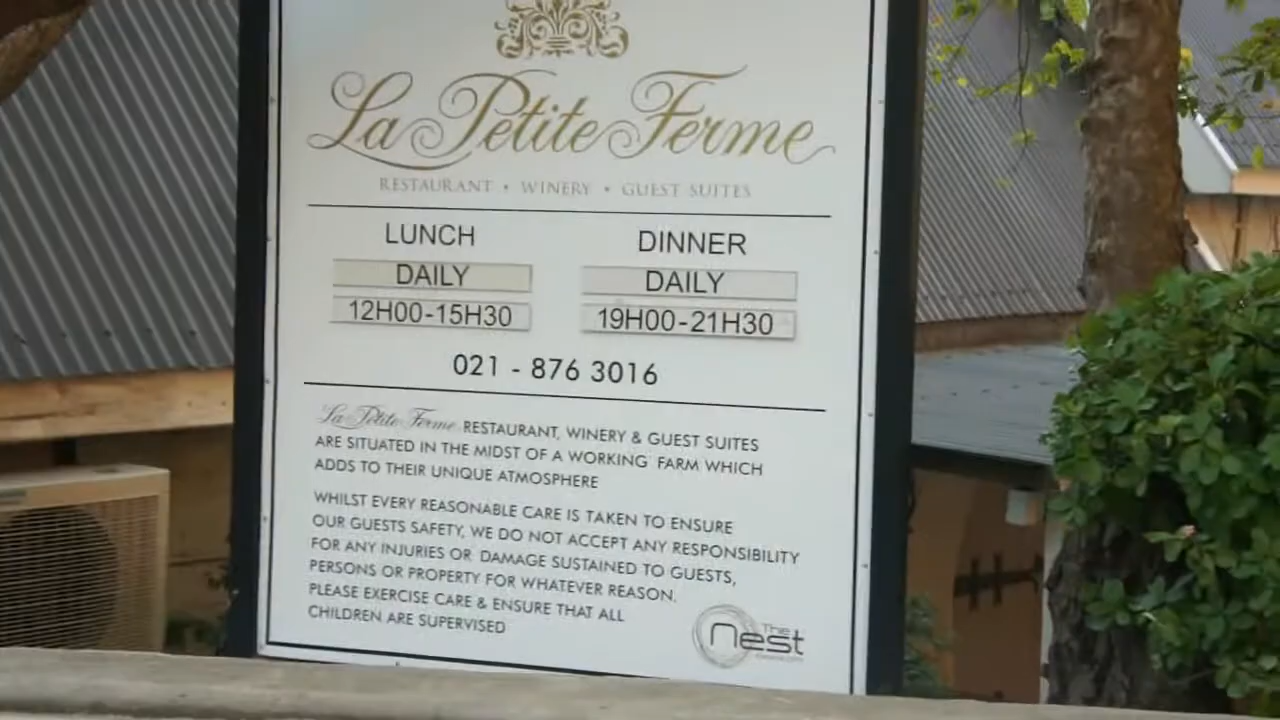 La Petite Ferme
RESTAURANT • WINERY • GUEST SUITES
LUNCH
DAILY
12H00-15H30
DINNER
DAILY
19H00-21H30
021 - 876 3016
La Petite Ferme RESTAURANT, WINERY & GUEST SUITES
ARE SITUATED IN THE MIDST OF A WORKING FARM WHICH
ADDS TO THEIR UNIQUE ATMOSPHERE
WHILST EVERY REASONABLE CARE IS TAKEN TO ENSURE
OUR GUESTS SAFETY, WE DO NOT ACCEPT ANY RESPONSIBILITY
FOR ANY INJURIES OR DAMAGE SUSTAINED TO GUESTS,
PERSONS OR PROPERTY FOR WHATEVER REASON.
PLEASE EXERCISE CARE & ENSURE THAT ALL
CHILDREN ARE SUPERVISED
The
nest